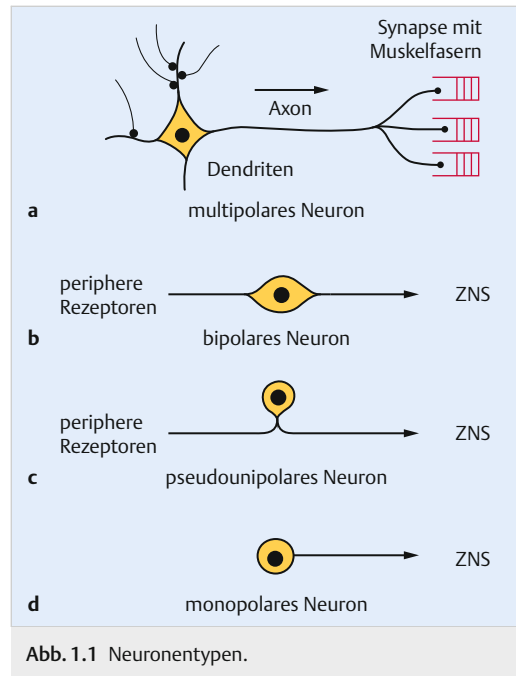 Synapse mit
Muskelfasern
Axon
Dendriten
a multipolares Neuron
periphere
Rezeptoren
ZNS
b bipolares Neuron
periphere
Rezeptoren
ZNS
c pseudounipolares Neuron
ZNS
d monopolares Neuron
Abb. 1.1 Neuronentypen.